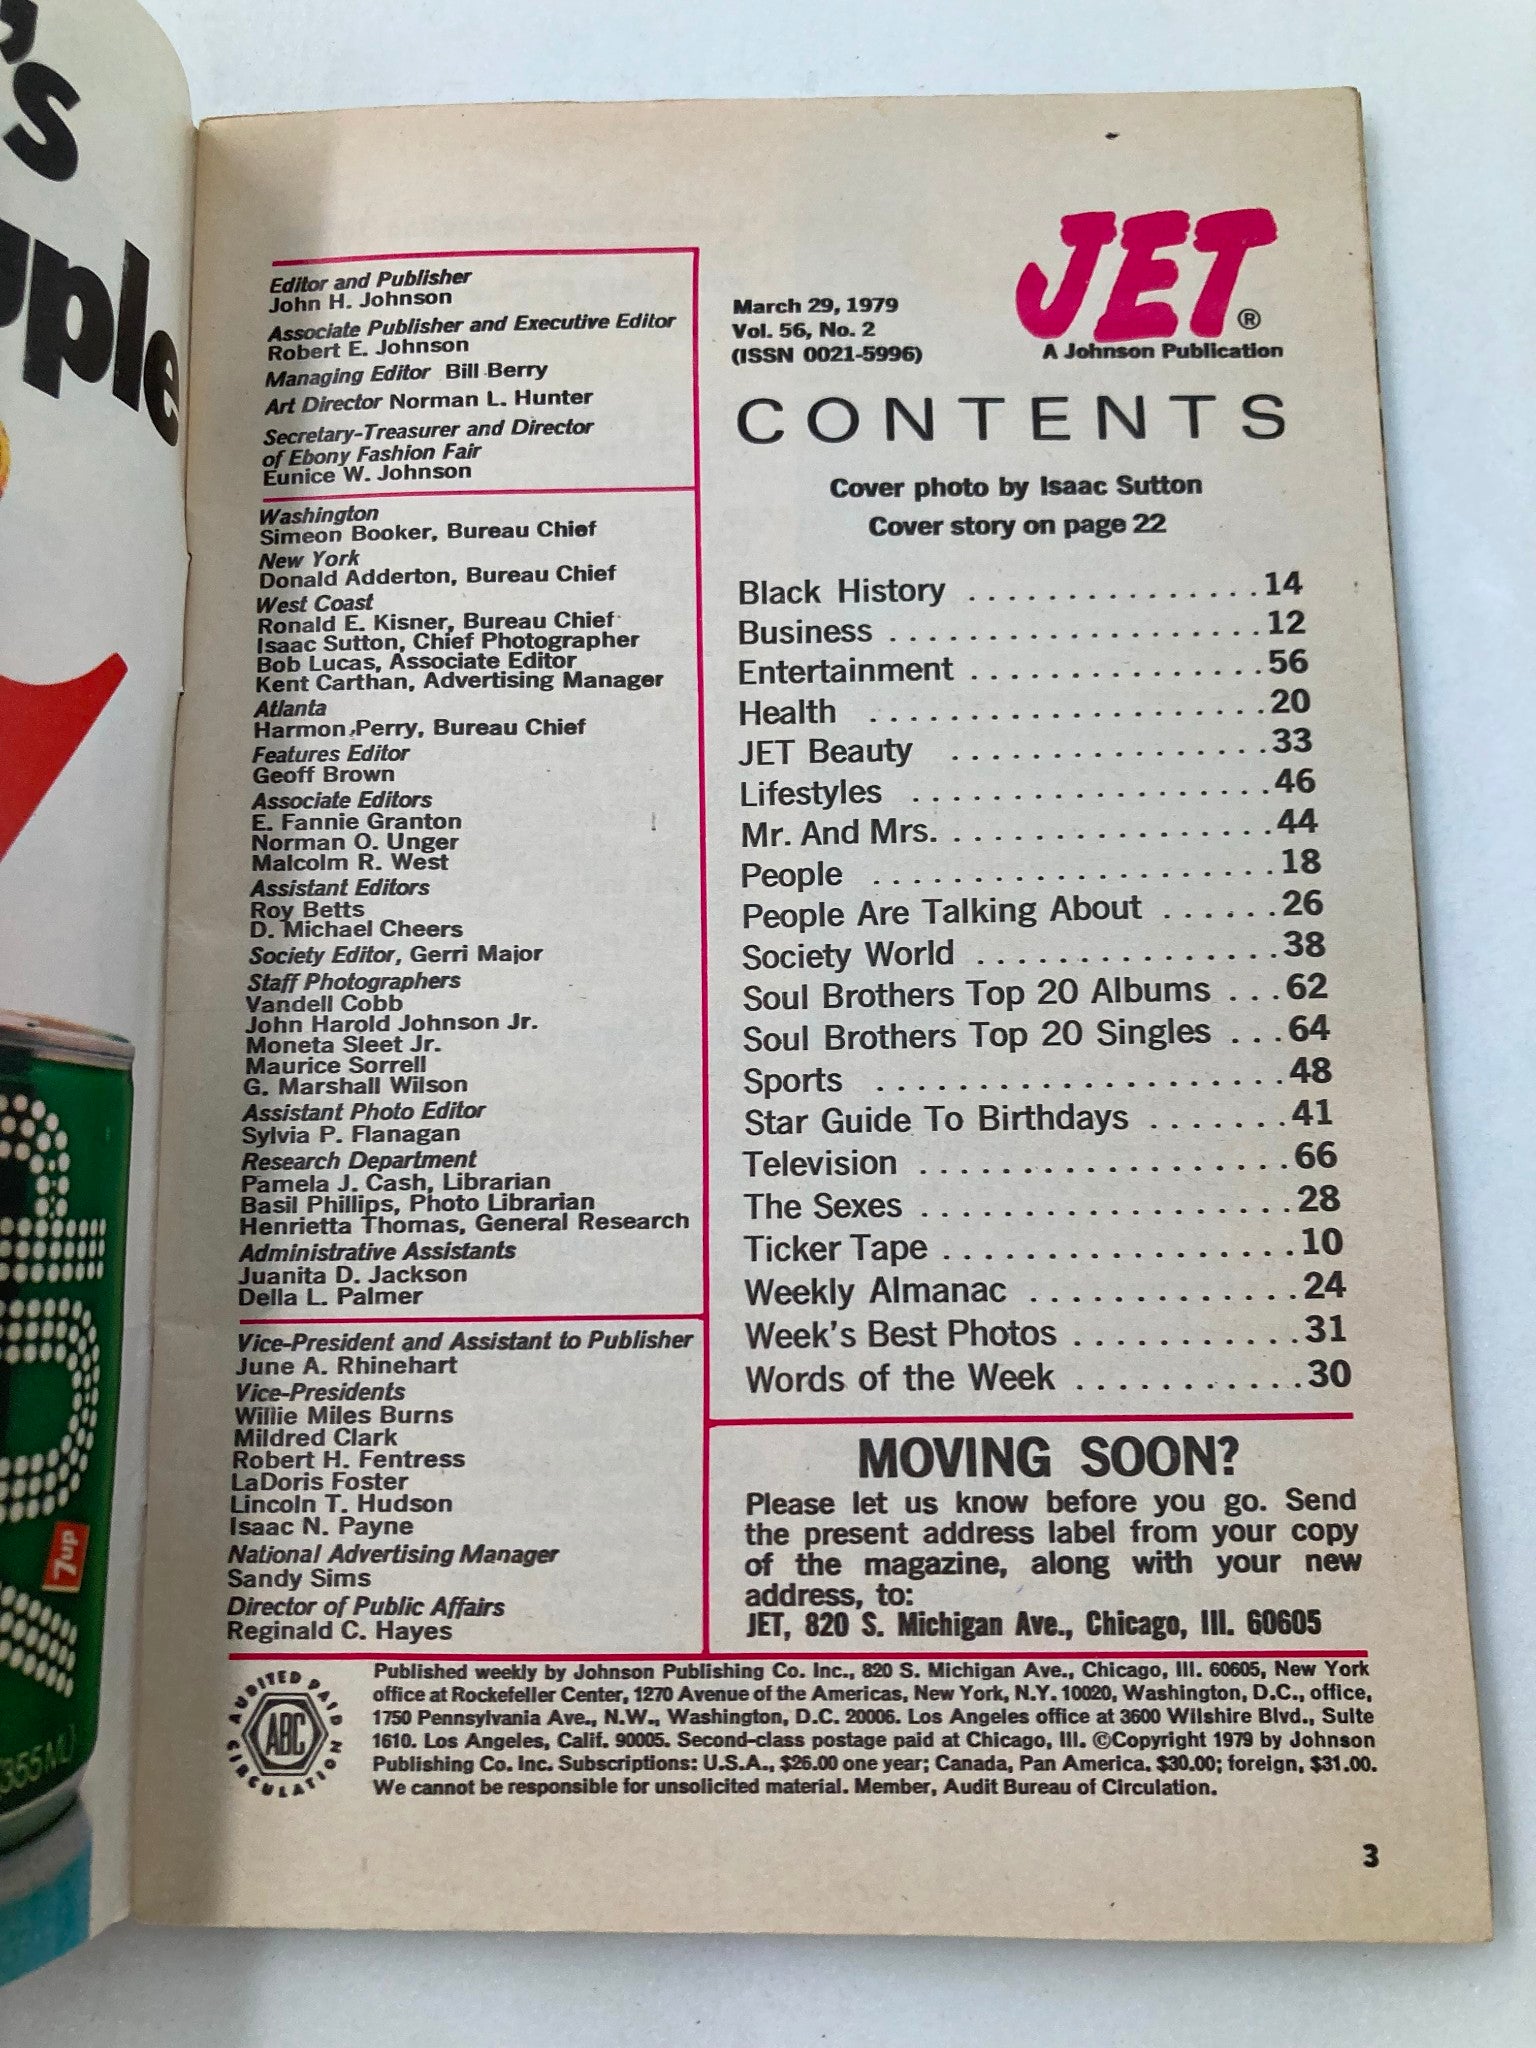 's
Editor and Publisher
John H. Johnson
Associate Publisher and Executive Editor
Robert E. Johnson
Managing Editor Bill Berry
Art Director Norman L. Hunter
Secretary-Treasurer and Director
of Ebony Fashion Fair
Eunice W. Johnson
Washington
Simeon Booker, Bureau Chief
New York
Donald Adderton, Bureau Chief
West Coast
Ronald E. Kisner, Bureau Chief
Isaac Sutton, Chief Photographer
Bob Lucas, Associate Editor
Kent Carthan, Advertising Manager
Atlanta
Harmon Perry, Bureau Chief
Features Editor
Geoff Brown
Associate Editors
E. Fannie Granton
Norman O. Unger
Malcolm R. West
Assistant Editors
Roy Betts
D. Michael Cheers
Society Editor, Gerri Major
Staff Photographers
Vandell Cobb
John Harold Johnson Jr.
Moneta Sleet Jr.
Maurice Sorrell
G. Marshall Wilson
Assistant Photo Editor
Sylvia P. Flanagan
Research Department
Pamela J. Cash, Librarian
Basil Phillips, Photo Librarian
Henrietta Thomas, General Research
Administrative Assistants
Juanita D. Jackson
Della L. Palmer
Vice-President and Assistant to Publisher
June A. Rhinehart
Vice-Presidents
Willie Miles Burns
Mildred Clark
Robert H. Fentress
LaDoris Foster
Lincoln T. Hudson
Isaac N. Payne
National Advertising Manager
Sandy Sims
Director of Public Affairs
Reginald C. Hayes
JET®
A Johnson Publication
March 29, 1979
Vol. 56, No. 2
(ISSN 0021-5996)
CONTENTS
Cover photo by Isaac Sutton
Cover story on page 22
Black History ............... 14
Business ................... 12
Entertainment ............... 56
Health .................... 20
JET Beauty ................ 33
Lifestyles .................. 46
Mr. And Mrs. ................. 44
People ..................... 18
People Are Talking About ...... 26
Society World ............... 38
Soul Brothers Top 20 Albums ... 62
Soul Brothers Top 20 Singles ... 64
Sports ..................... 48
Star Guide To Birthdays ....... 41
Television ................... 66
The Sexes ................... 28
Ticker Tape .................. 10
Weekly Almanac ............. 24
Week's Best Photos ........... 31
Words of the Week ........... 30
MOVING SOON?
Please let us know before you go. Send
the present address label from your copy
of the magazine, along with your new
address, to:
JET, 820 S. Michigan Ave., Chicago, Ill. 60605
AUDITED PAID CIRCULATION
ABC
Published weekly by Johnson Publishing Co. Inc., 820 S. Michigan Ave., Chicago, Ill. 60605, New York
office at Rockefeller Center, 1270 Avenue of the Americas, New York, N.Y. 10020, Washington, D.C., office,
1750 Pennsylvania Ave., N.W., Washington, D.C. 20006. Los Angeles office at 3600 Wilshire Blvd., Suite
1610. Los Angeles, Calif. 90005. Second-class postage paid at Chicago, Ill. ©Copyright 1979 by Johnson
Publishing Co. Inc. Subscriptions: U.S.A., $26.00 one year; Canada, Pan America. $30.00; foreign, $31.00.
We cannot be responsible for unsolicited material. Member, Audit Bureau of Circulation.
3
7up